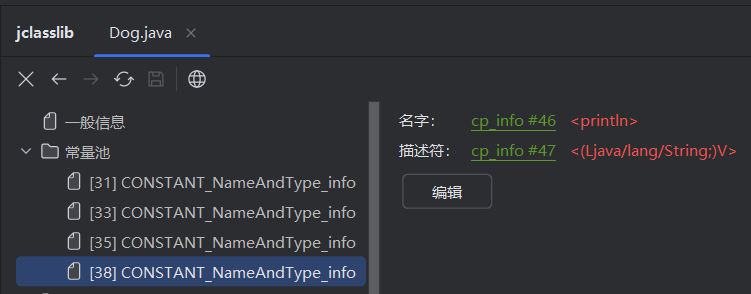 jclasslib
Dog.java
一般信息
常量池
[31] CONSTANT_NameAndType_info
[33] CONSTANT_NameAndType_info
[35] CONSTANT_NameAndType_info
[38] CONSTANT_NameAndType_info
名字： cp_info #46 <println>
描述符： cp_info #47 <(Ljava/lang/String;)V>
编辑